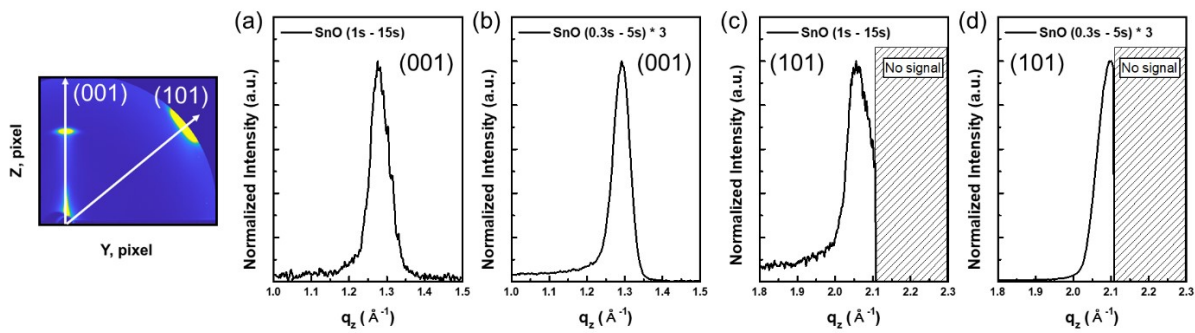 (001)
(101)
Z, pixel
Y, pixel
(a)
SnO (1s - 15s)
(001)
Normalized Intensity (a.u.)
1.0 1.1 1.2 1.3 1.4 1.5
qz ( Å-1)
(b)
SnO (0.3s - 5s) * 3
(001)
Normalized Intensity (a.u.)
1.0 1.1 1.2 1.3 1.4 1.5
qz ( Å-1)
(c)
SnO (1s - 15s)
(101)
No signal
Normalized Intensity (a.u.)
1.8 1.9 2.0 2.1 2.2 2.3
qz ( Å-1)
(d)
SnO (0.3s - 5s) * 3
(101)
No signal
Normalized Intensity (a.u.)
1.8 1.9 2.0 2.1 2.2 2.3
qz ( Å-1)